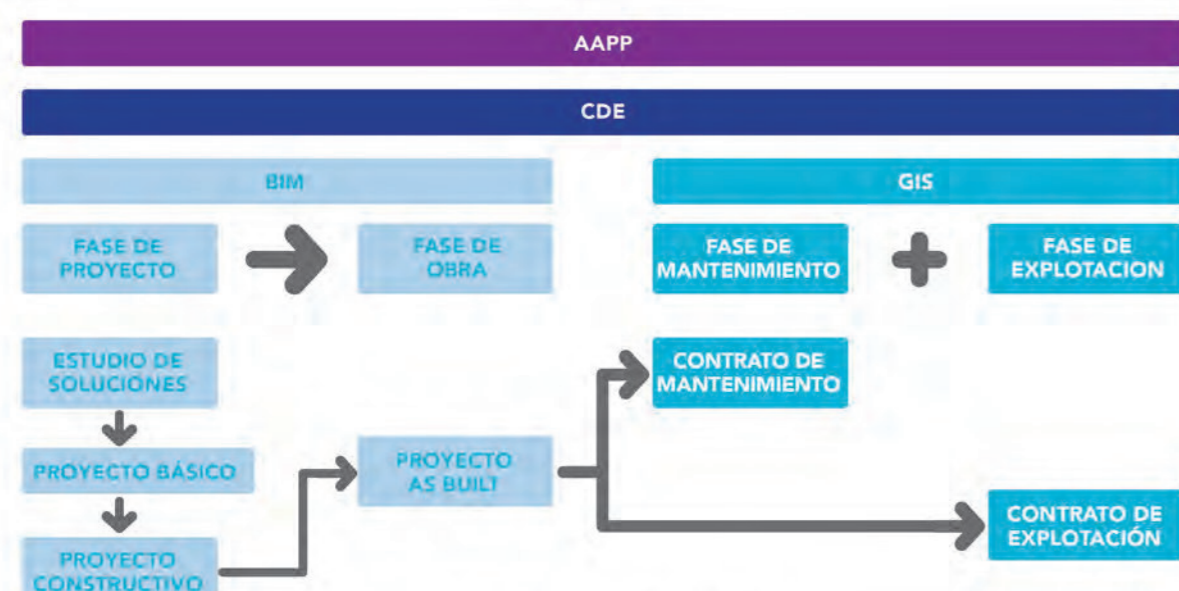 AAPP
CDE
BIM
GIS
FASE DE
PROYECTO
FASE DE
OBRA
FASE DE
MANTENIMIENTO
FASE DE
EXPLOTACION
ESTUDIO DE
SOLUCIONES
PROYECTO BÁSICO
PROYECTO
CONSTRUCTIVO
PROYECTO
AS BUILT
CONTRATO DE
MANTENIMIENTO
CONTRATO DE
EXPLOTACIÓN